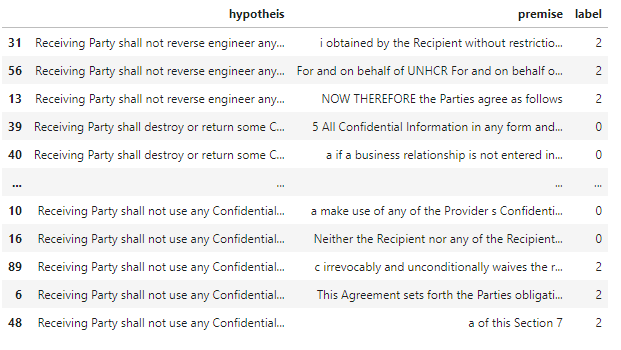 hypotheis premise label
31 Receiving Party shall not reverse engineer any... i obtained by the Recipient without restrictio... 2
56 Receiving Party shall not reverse engineer any... For and on behalf of UNHCR For and on behalf o... 2
13 Receiving Party shall not reverse engineer any... NOW THEREFORE the Parties agree as follows 2
39 Receiving Party shall destroy or return some C... 5 All Confidential Information in any form and... 0
40 Receiving Party shall destroy or return some C... a if a business relationship is not entered in... 0
... ... ... ...
10 Receiving Party shall not use any Confidential... a make use of any of the Provider s Confidenti... 0
16 Receiving Party shall not use any Confidential... Neither the Recipient nor any of the Recipient... 0
89 Receiving Party shall not use any Confidential... c irrevocably and unconditionally waives the r... 2
6 Receiving Party shall not use any Confidential... This Agreement sets forth the Parties obligati... 2
48 Receiving Party shall not use any Confidential... a of this Section 7 2